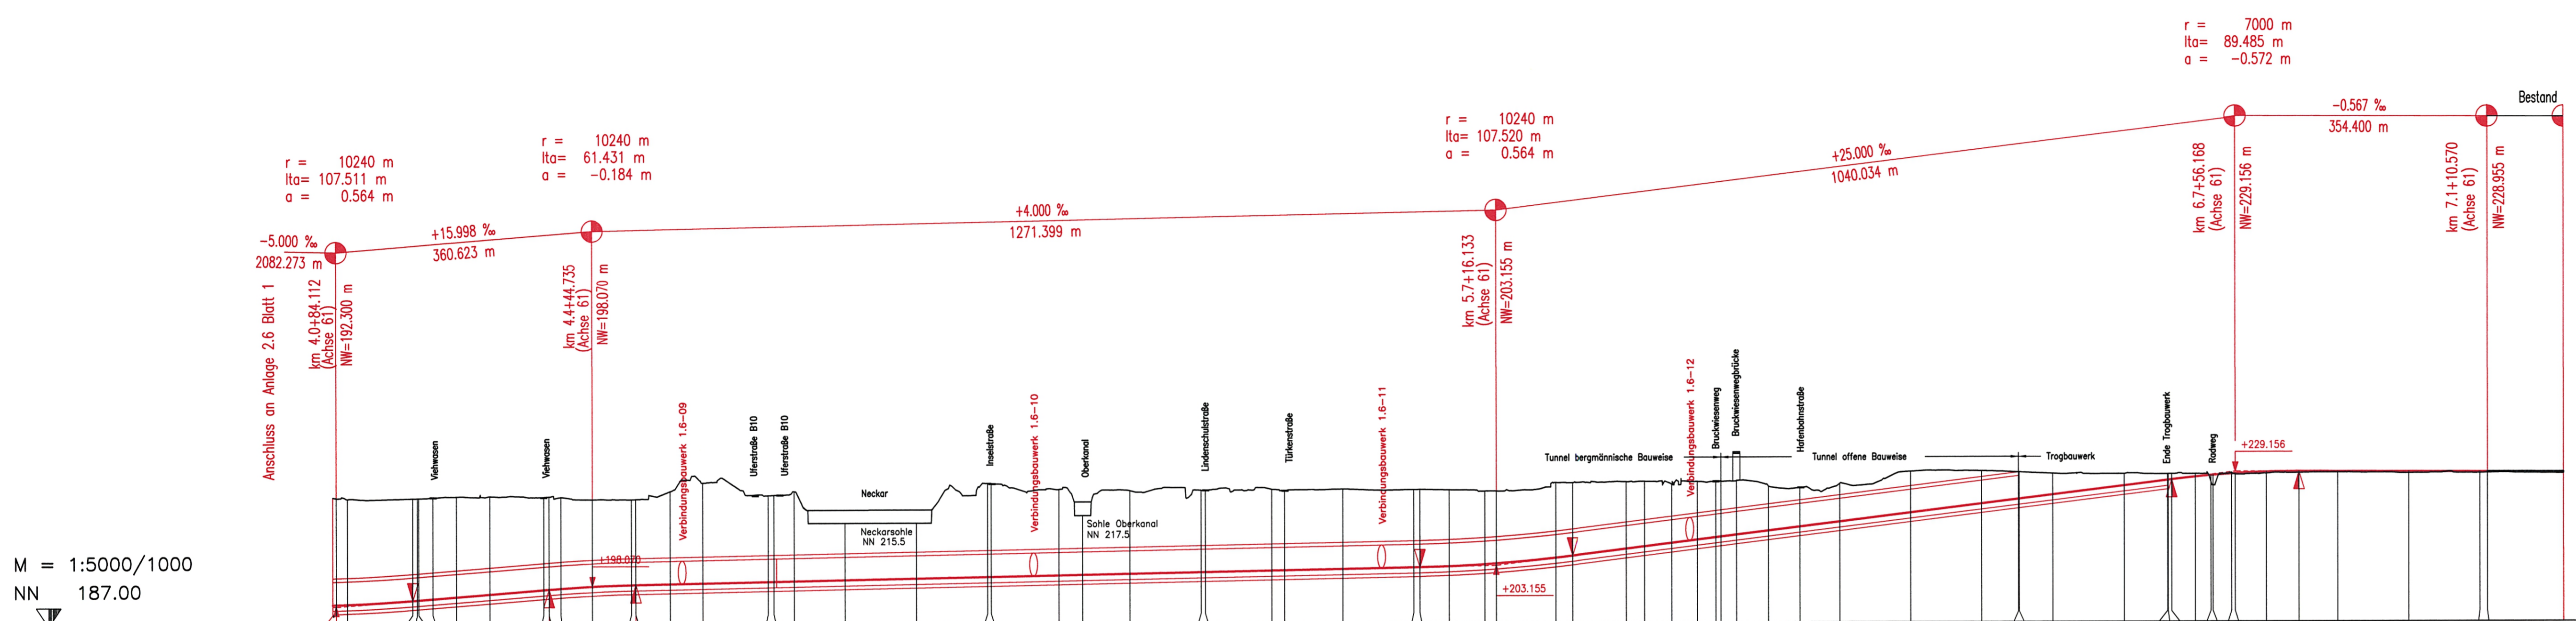 r = 7000 m
lta= 89.485 m
a = -0.572 m
r = 10240 m
lta= 107.520 m
a = 0.564 m
r = 10240 m
lta= 61.431 m
a = -0.184 m
r = 10240 m
lta= 107.511 m
a = 0.564 m
-5.000 ‰
2082.273 m
+15.998 ‰
360.623 m
+4.000 ‰
1271.399 m
+25.000 ‰
1040.034 m
-0.567 ‰
354.400 m
Bestand
Anschluss an Anlage 2.6 Blatt 1
km 4.0+84.112
(Achse 61)
NW=192.300 m
km 4.4+44.735
(Achse 61)
NW=198.070 m
km 5.7+16.133
(Achse 61)
NW=203.155 m
km 6.7+56.168
(Achse 61)
NW=229.156 m
km 7.1+10.570
(Achse 61)
NW=228.955 m
Viehwasen
Viehwasen
Verbindungsbauwerk 1.6-09
Uferstraße B10
Uferstraße B10
Neckar
Neckarsohle
NN 215.5
Inselstraße
Verbindungsbauwerk 1.6-10
Oberkanal
Sohle Oberkanal
NN 217.5
Lindenschulstraße
Türkenstraße
Verbindungsbauwerk 1.6-11
Tunnel bergmännische Bauweise
Verbindungsbauwerk 1.6-12
Bruckwiesenweg
Bruckwiesenwegbrücke
Hafenbahnstraße
Tunnel offene Bauweise
Trogbauwerk
Ende Trogbauwerk
Radweg
+229.156
+198.070
+203.155
M = 1:5000/1000
NN 187.00